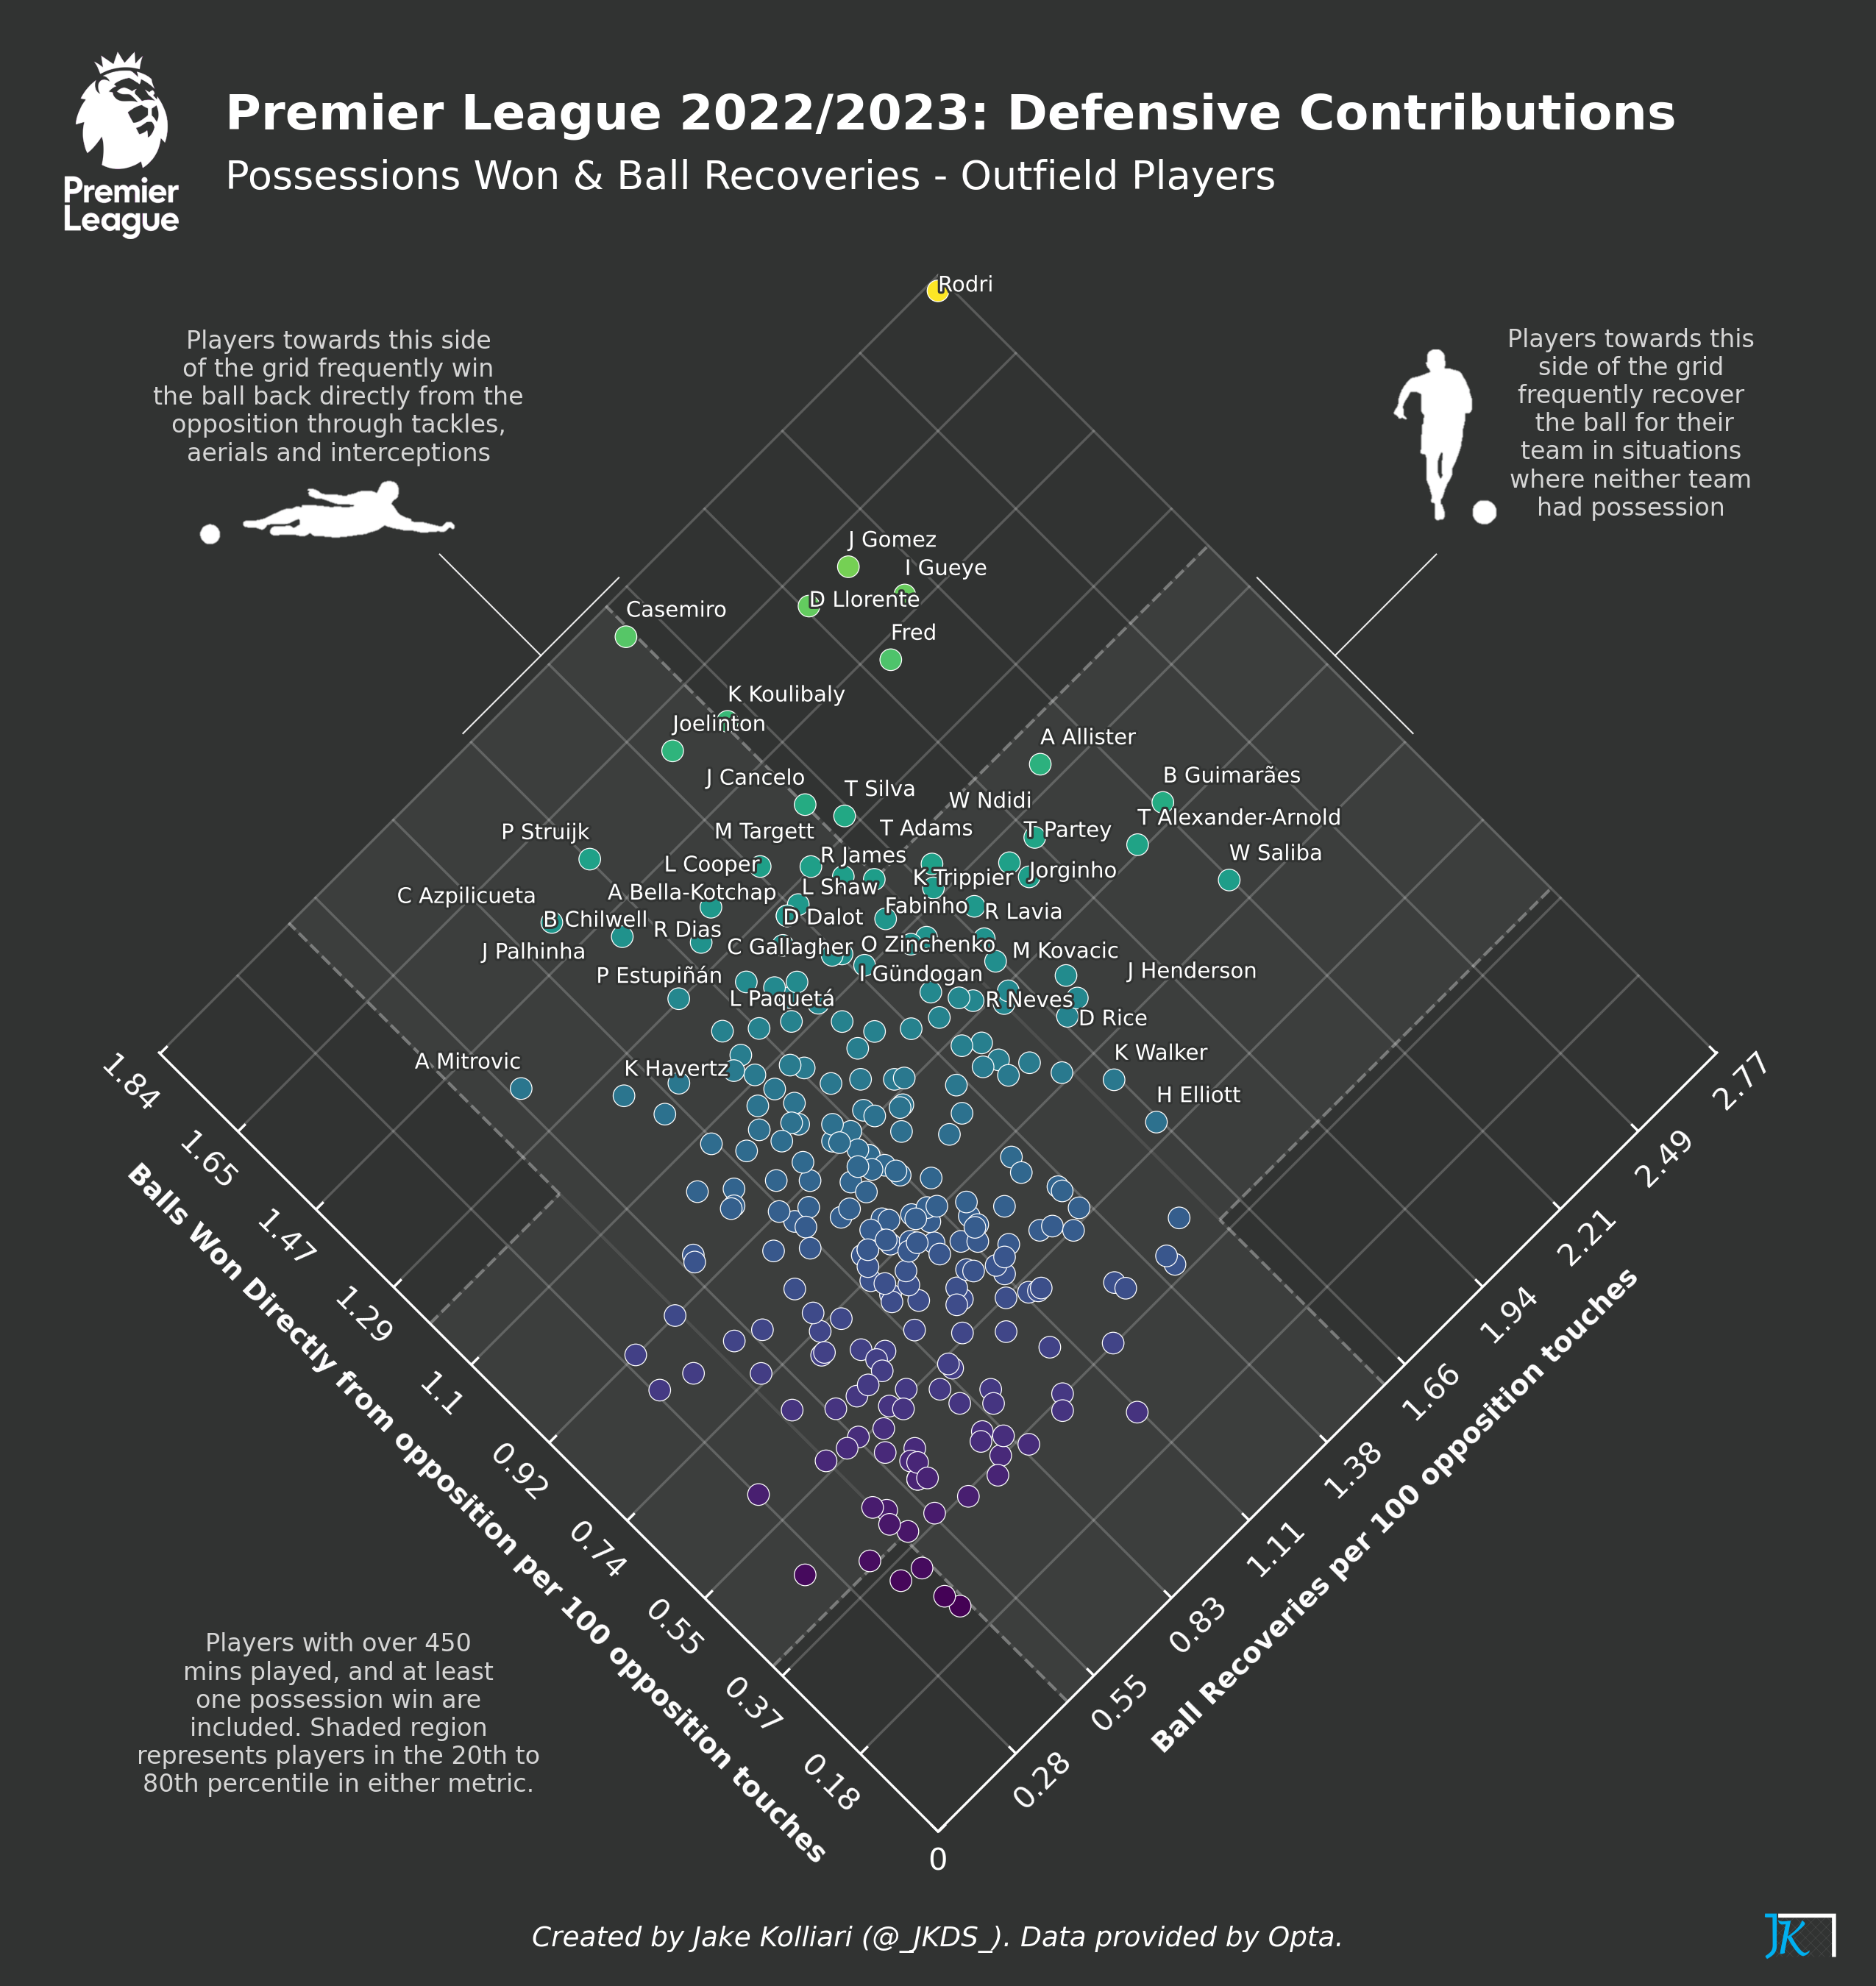 Premier League 2022/2023: Defensive Contributions
Possessions Won & Ball Recoveries - Outfield Players
Premier
League
Rodri
Players towards this side
of the grid frequently win
the ball back directly from the
opposition through tackles,
aerials and interceptions
Players towards this
side of the grid
frequently recover
the ball for their
team in situations
where neither team
had possession
J Gomez
I Gueye
D Llorente
Casemiro
Fred
K Koulibaly
Joelinton
A Allister
J Cancelo
B Guimarães
T Silva
W Ndidi
T Alexander-Arnold
P Struijk
M Targett
T Adams
T Partey
L Cooper
R James
W Saliba
Jorginho
K Trippier
C Azpilicueta
A Bella-Kotchap
L Shaw
B Chilwell
D Dalot
Fabinho
R Lavia
R Dias
J Palhinha
C Gallagher
O Zinchenko
M Kovacic
P Estupiñán
I Gündogan
J Henderson
L Paquetá
R Neves
D Rice
A Mitrovic
K Havertz
K Walker
H Elliott
1.84
1.65
1.47
1.29
1.1
0.92
0.74
0.55
0.37
0.18
Balls Won Directly from opposition per 100 opposition touches
0
0.28
0.55
0.83
1.11
1.38
1.66
1.94
2.21
2.49
2.77
Ball Recoveries per 100 opposition touches
Players with over 450
mins played, and at least
one possession win are
included. Shaded region
represents players in the 20th to
80th percentile in either metric.
Created by Jake Kolliari (@_JKDS_). Data provided by Opta.
JK